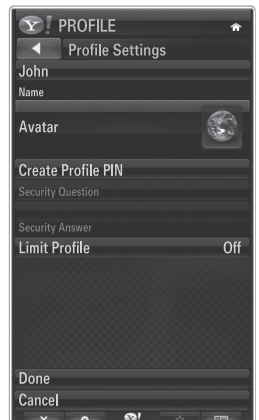 Y! PROFILE
Profile Settings
John
Name
Avatar
Create Profile PIN
Security Question
Security Answer
Limit Profile Off
Done
Cancel
Y!